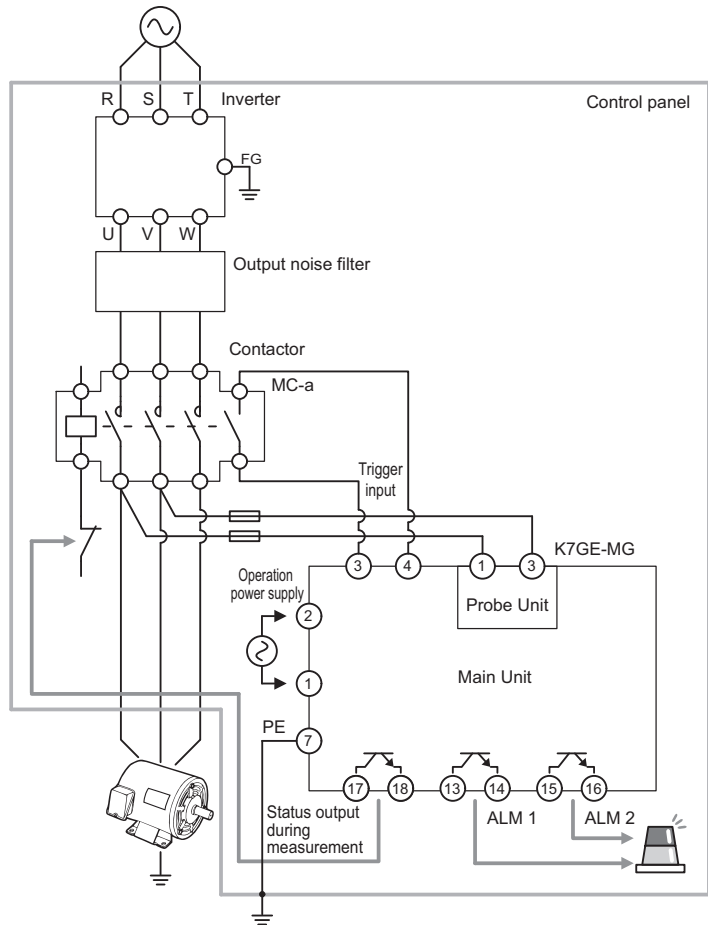 R S T Inverter
Control panel
FG
U V W
Output noise filter
Contactor
MC-a
Trigger
input
3 4 1 3 K7GE-MG
Operation
power supply
Probe Unit
2
Main Unit
1
PE
7
17 18 13 14 15 16
Status output
during
measurement
ALM 1 ALM 2